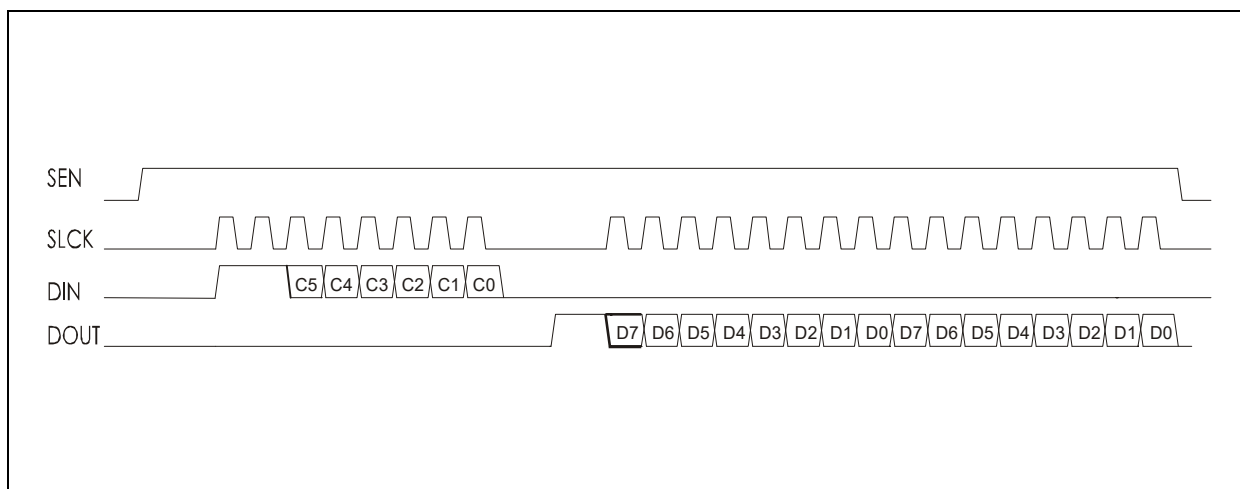 SEN
SLCK
DIN C5 C4 C3 C2 C1 C0
DOUT D7 D6 D5 D4 D3 D2 D1 D0 D7 D6 D5 D4 D3 D2 D1 D0